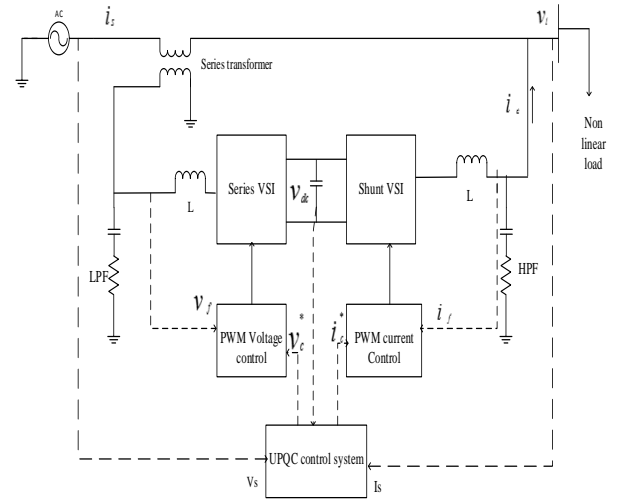 AC
i_s
v_l
Series transformer
i_c
Non
linear
load
Series VSI
v_dc
Shunt VSI
L
L
LPF
HPF
v_f
v_c^*
i_c^*
i_f
PWM Voltage
control
PWM current
Control
UPQC control system
Vs
Is